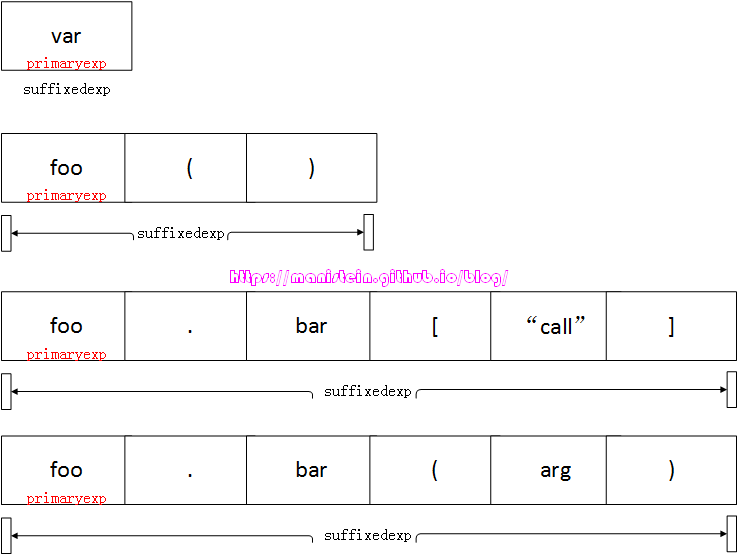 var
primaryexp
suffixedexp
foo ( )
primaryexp
suffixedexp
https://manistein.github.io/blog/
foo . bar [ “call” ]
primaryexp
suffixedexp
foo . bar ( arg )
primaryexp
suffixedexp